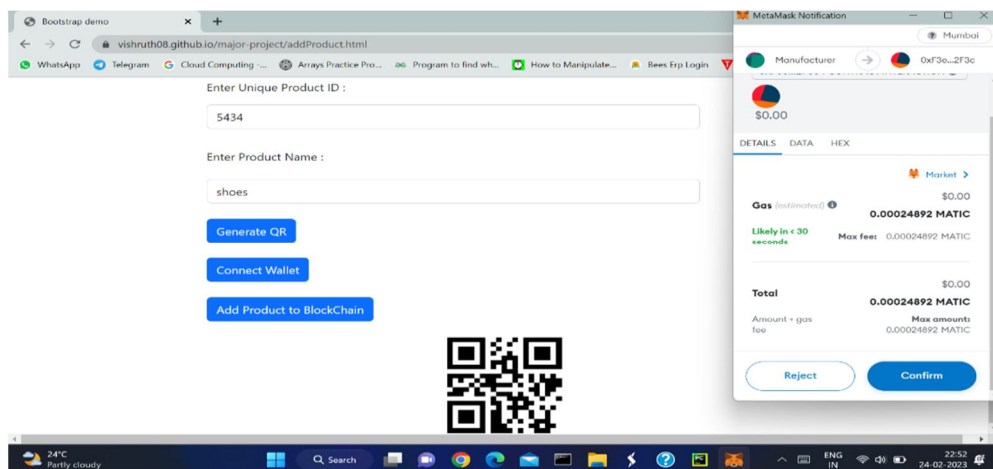 Bootstrap demo
vishruth08.github.io/major-project/addProduct.html
WhatsApp Telegram Cloud Computing -... Arrays Practice Pro... Program to find wh... How to Manipulate... Bees Erp Login
Enter Unique Product ID :
5434
Enter Product Name :
shoes
Generate QR
Connect Wallet
Add Product to BlockChain
MetaMask Notification
Mumbai
Manufacturer 0xF3e...2F3c
$0.00
DETAILS DATA HEX
Market >
$0.00
Gas (estimated) 0.00024892 MATIC
Likely in < 30 seconds Max fee: 0.00024892 MATIC
$0.00
Total 0.00024892 MATIC
Amount + gas fee Max amount: 0.00024892 MATIC
Reject Confirm
24°C
Partly cloudy
Search
ENG
IN
22:52
24-02-2023